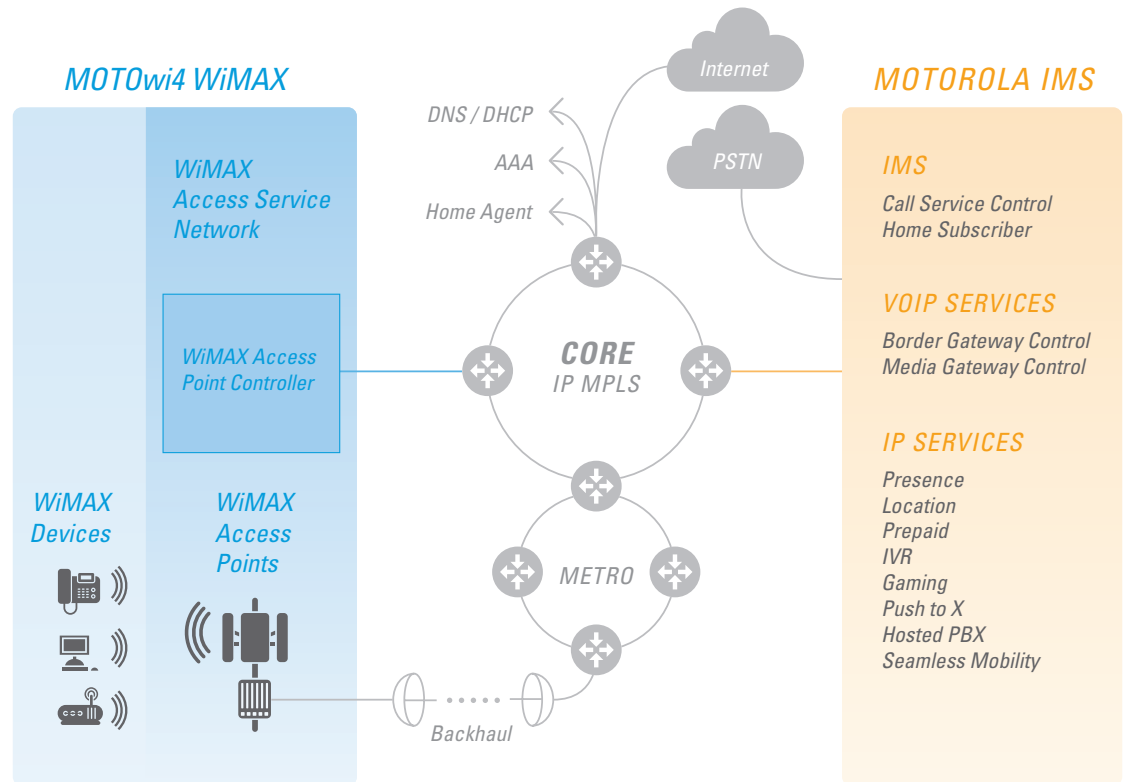 MOTOwi4 WiMAX
WiMAX
Access Service
Network
WiMAX Access
Point Controller
WiMAX
Devices
WiMAX
Access
Points
DNS / DHCP
AAA
Home Agent
Internet
PSTN
CORE
IP MPLS
METRO
Backhaul
MOTOROLA IMS
IMS
Call Service Control
Home Subscriber
VOIP SERVICES
Border Gateway Control
Media Gateway Control
IP SERVICES
Presence
Location
Prepaid
IVR
Gaming
Push to X
Hosted PBX
Seamless Mobility